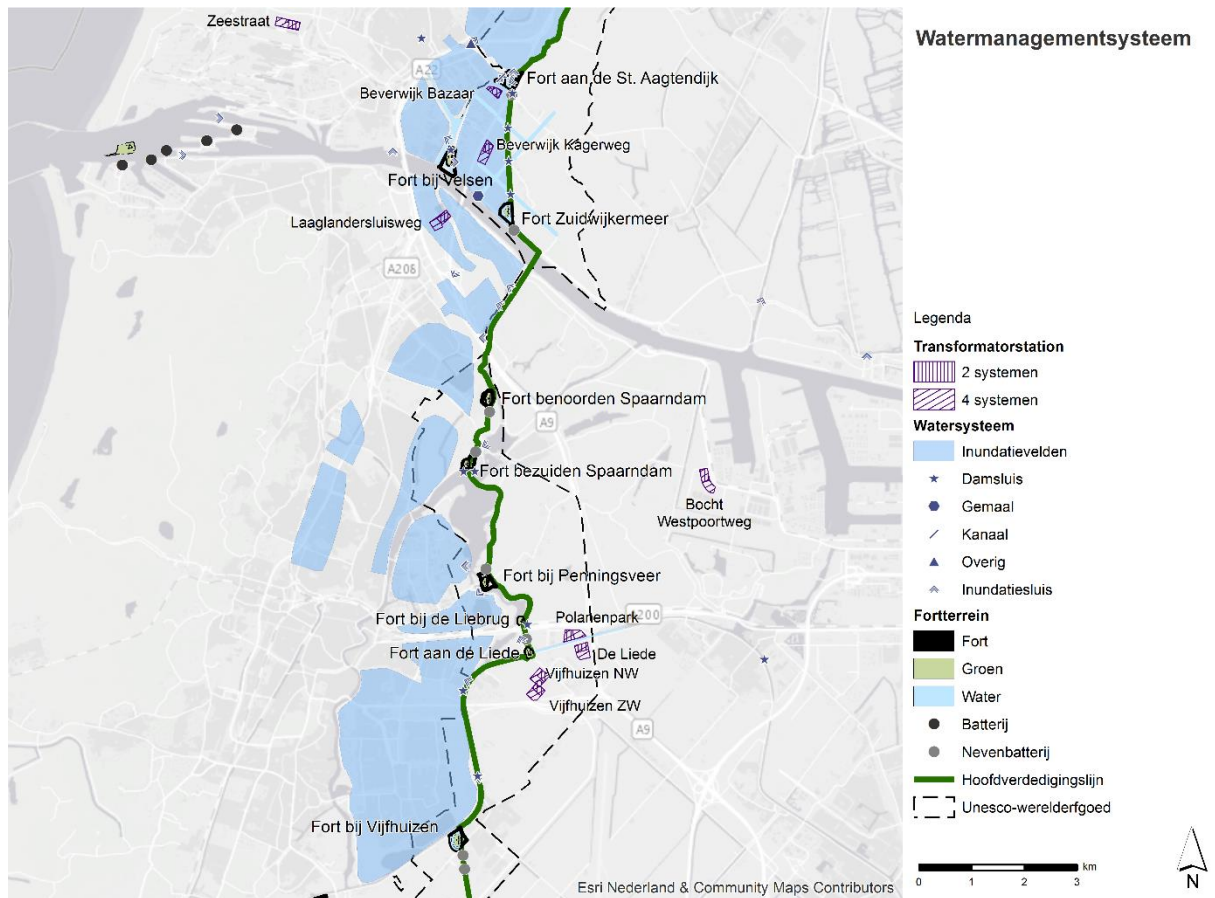 Watermanagementsysteem
Zeestraat
A22
Fort aan de St. Aagtendijk
Beverwijk Bazaar
Beverwijk Kagerweg
Fort bij Velsen
Laaglandersluisweg
Fort Zuidwijkermeer
A208
Fort benoorden Spaarndam
A9
Fort bezuiden Spaarndam
Bocht
Westpoortweg
Fort bij Penningsveer
Fort bij de Liebrug
Polanenpark
A200
Fort aan de Liede
De Liede
Vijfhuizen NW
Vijfhuizen ZW
A9
Fort bij Vijfhuizen
Esri Nederland & Community Maps Contributors
Legenda
Transformatorstation
2 systemen
4 systemen
Watersysteem
Inundatievelden
Damsluis
Gemaal
Kanaal
Overig
Inundatiesluis
Fortterrein
Fort
Groen
Water
Batterij
Nevenbatterij
Hoofdverdedigingslijn
Unesco-werelderfgoed
km
0 1 2 3
N